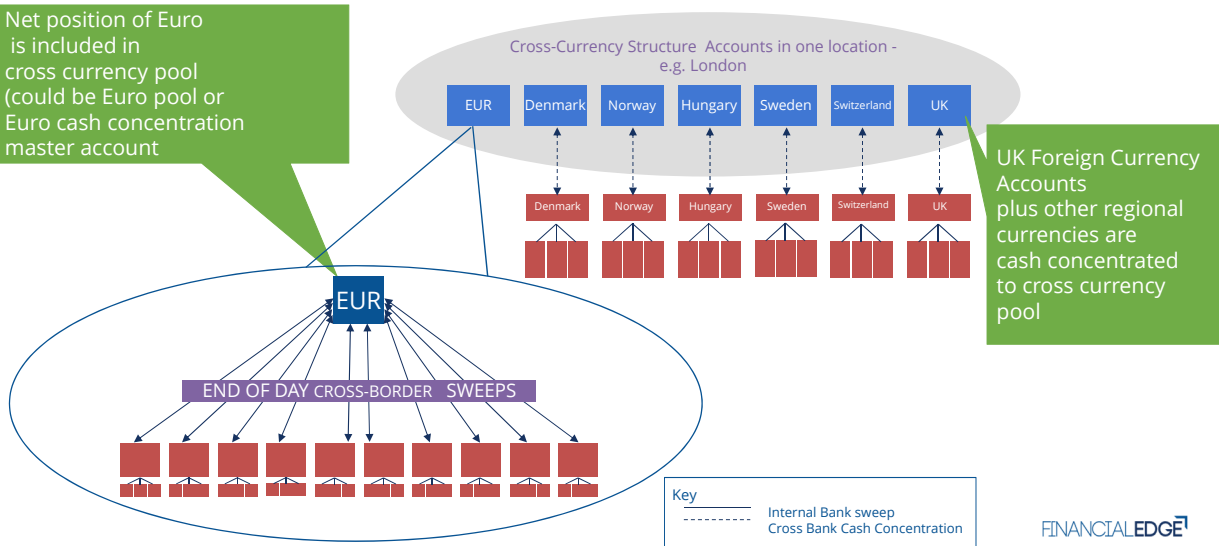 Net position of Euro
is included in
cross currency pool
(could be Euro pool or
Euro cash concentration
master account
Cross-Currency Structure Accounts in one location -
e.g. London
EUR
Denmark
Norway
Hungary
Sweden
Switzerland
UK
UK Foreign Currency
Accounts
plus other regional
currencies are
cash concentrated
to cross currency
pool
Denmark
Norway
Hungary
Sweden
Switzerland
UK
EUR
END OF DAY CROSS-BORDER SWEEPS
Key
Internal Bank sweep
Cross Bank Cash Concentration
FINANCIALEDGE